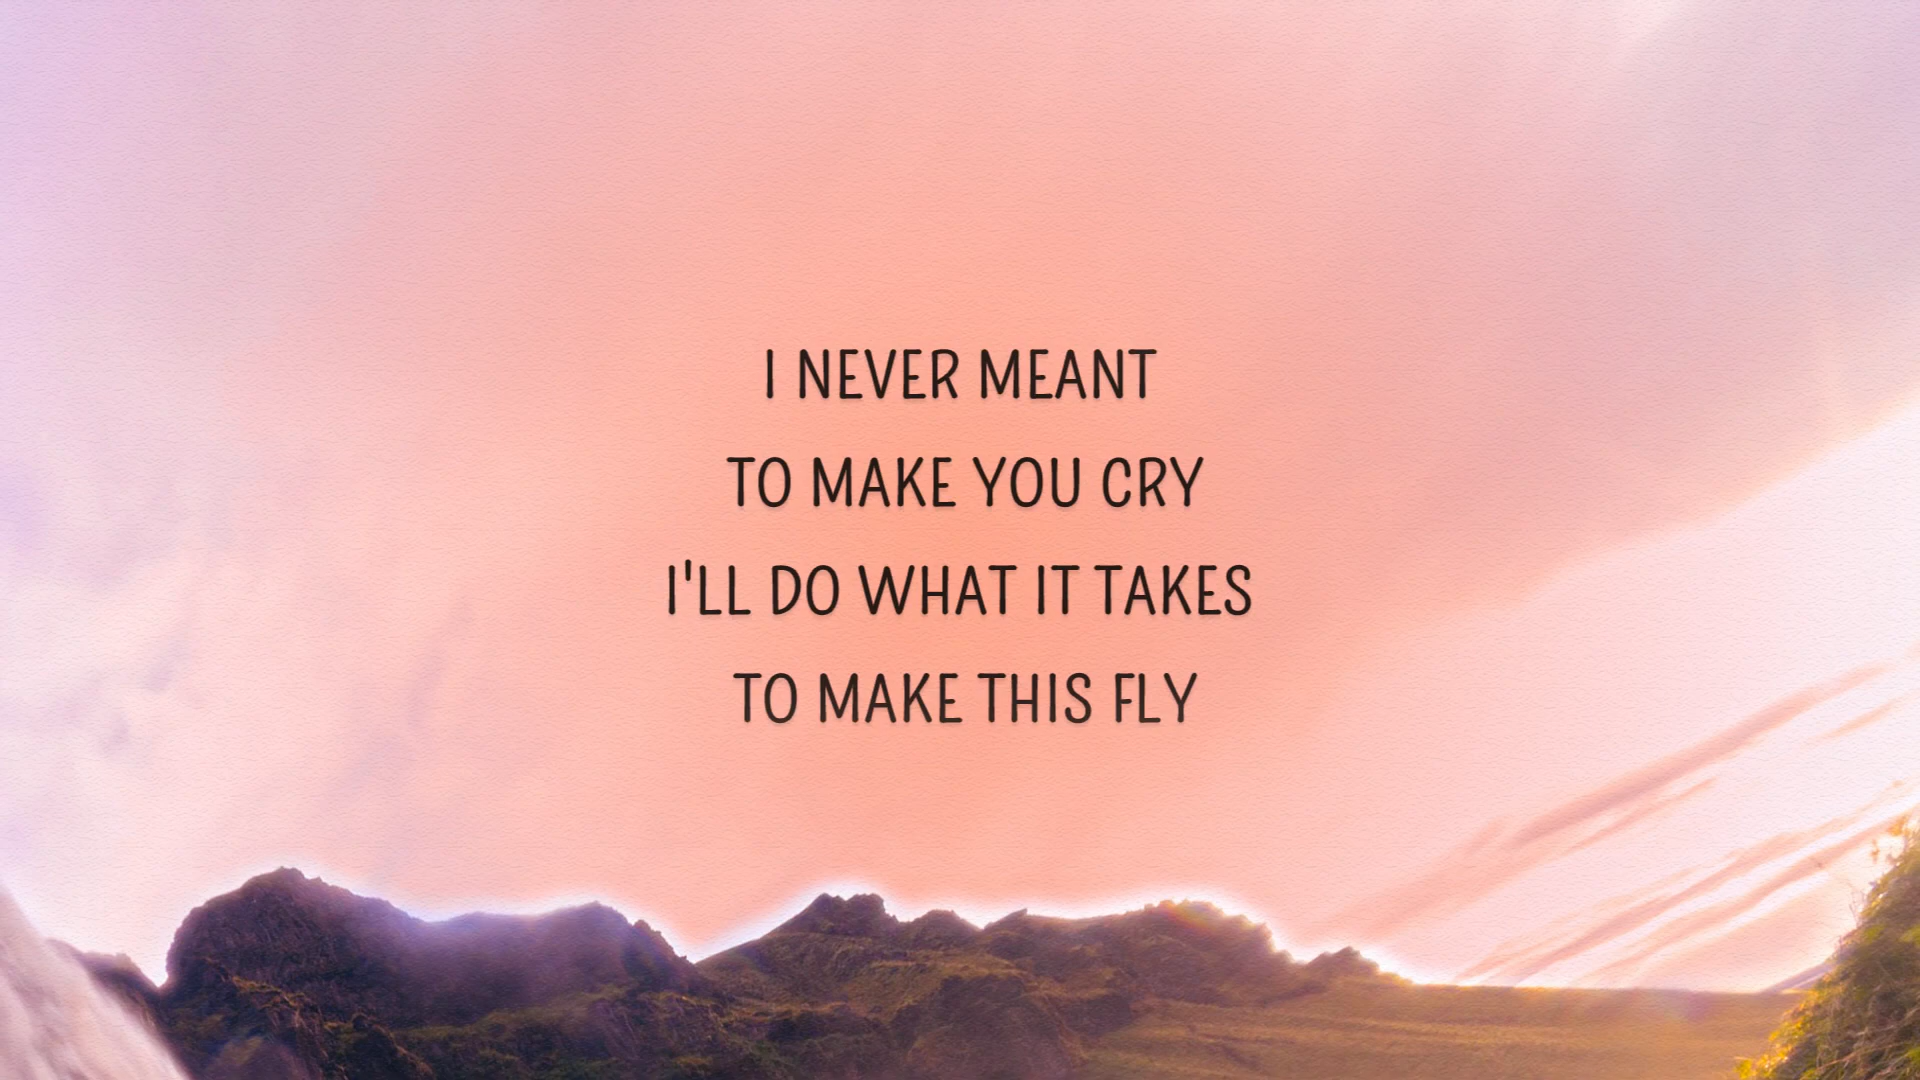 I NEVER MEANT
TO MAKE YOU CRY
I'LL DO WHAT IT TAKES
TO MAKE THIS FLY